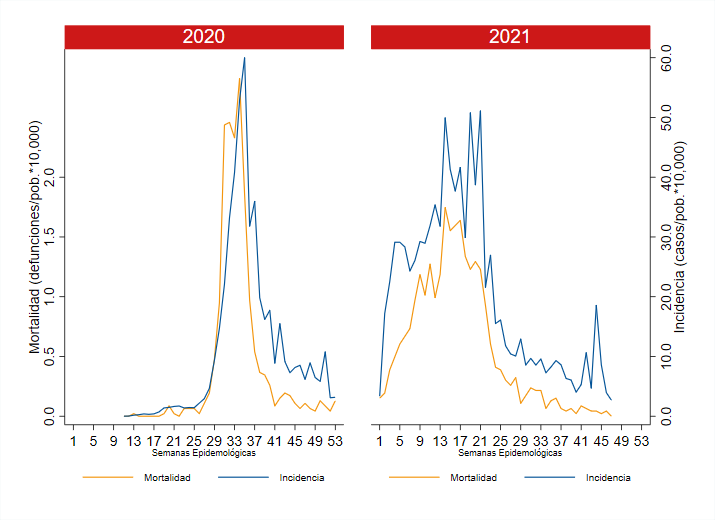 2020
2021
Mortalidad (defunciones/pob.*10,000)
2.0
1.5
1.0
0.5
0.0
60.0
50.0
40.0
30.0
20.0
10.0
0.0
Incidencia (casos/pob.*10,000)
1 5 9 13 17 21 25 29 33 37 41 45 49 53
1 5 9 13 17 21 25 29 33 37 41 45 49 53
Semanas Epidemológicas
Semanas Epidemológicas
Mortalidad Incidencia
Mortalidad Incidencia